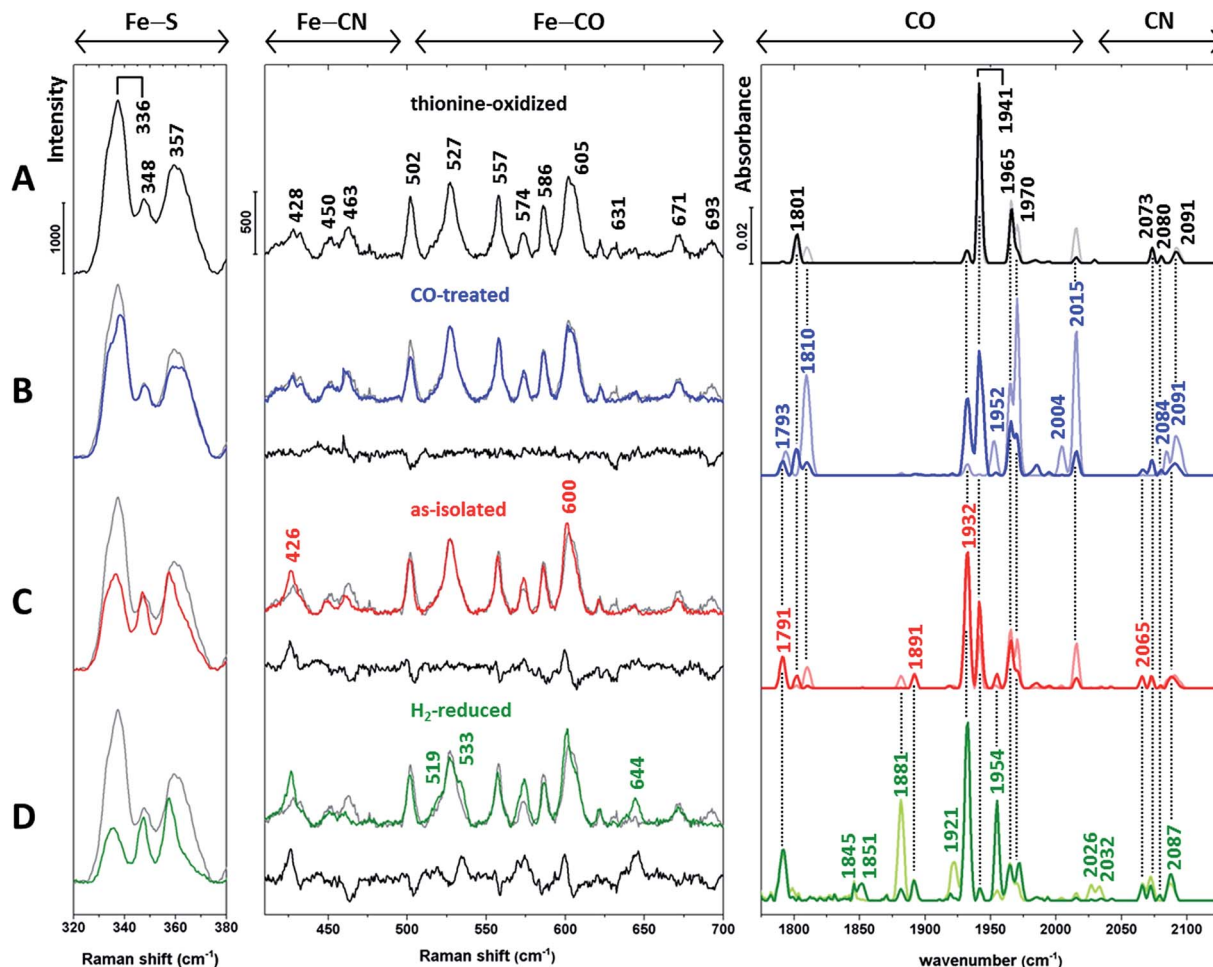 Fe–S
Fe–CN
Fe–CO
CO
CN
A
Intensity
1000
336
348
357
thionine-oxidized
500
428
450
463
502
527
557
574
586
605
631
671
693
Absorbance
0.02
1801
1941
1965
1970
2073
2080
2091
B
CO-treated
1793
1810
1952
2004
2015
2084
2091
C
as-isolated
426
600
1791
1891
1932
2065
D
H₂-reduced
519
533
644
1845
1851
1881
1921
1954
2026
2032
2087
320 340 360 380
Raman shift (cm⁻¹)
450 500 550 600 650 700
Raman shift (cm⁻¹)
1800 1850 1900 1950 2000 2050 2100
wavenumber (cm⁻¹)